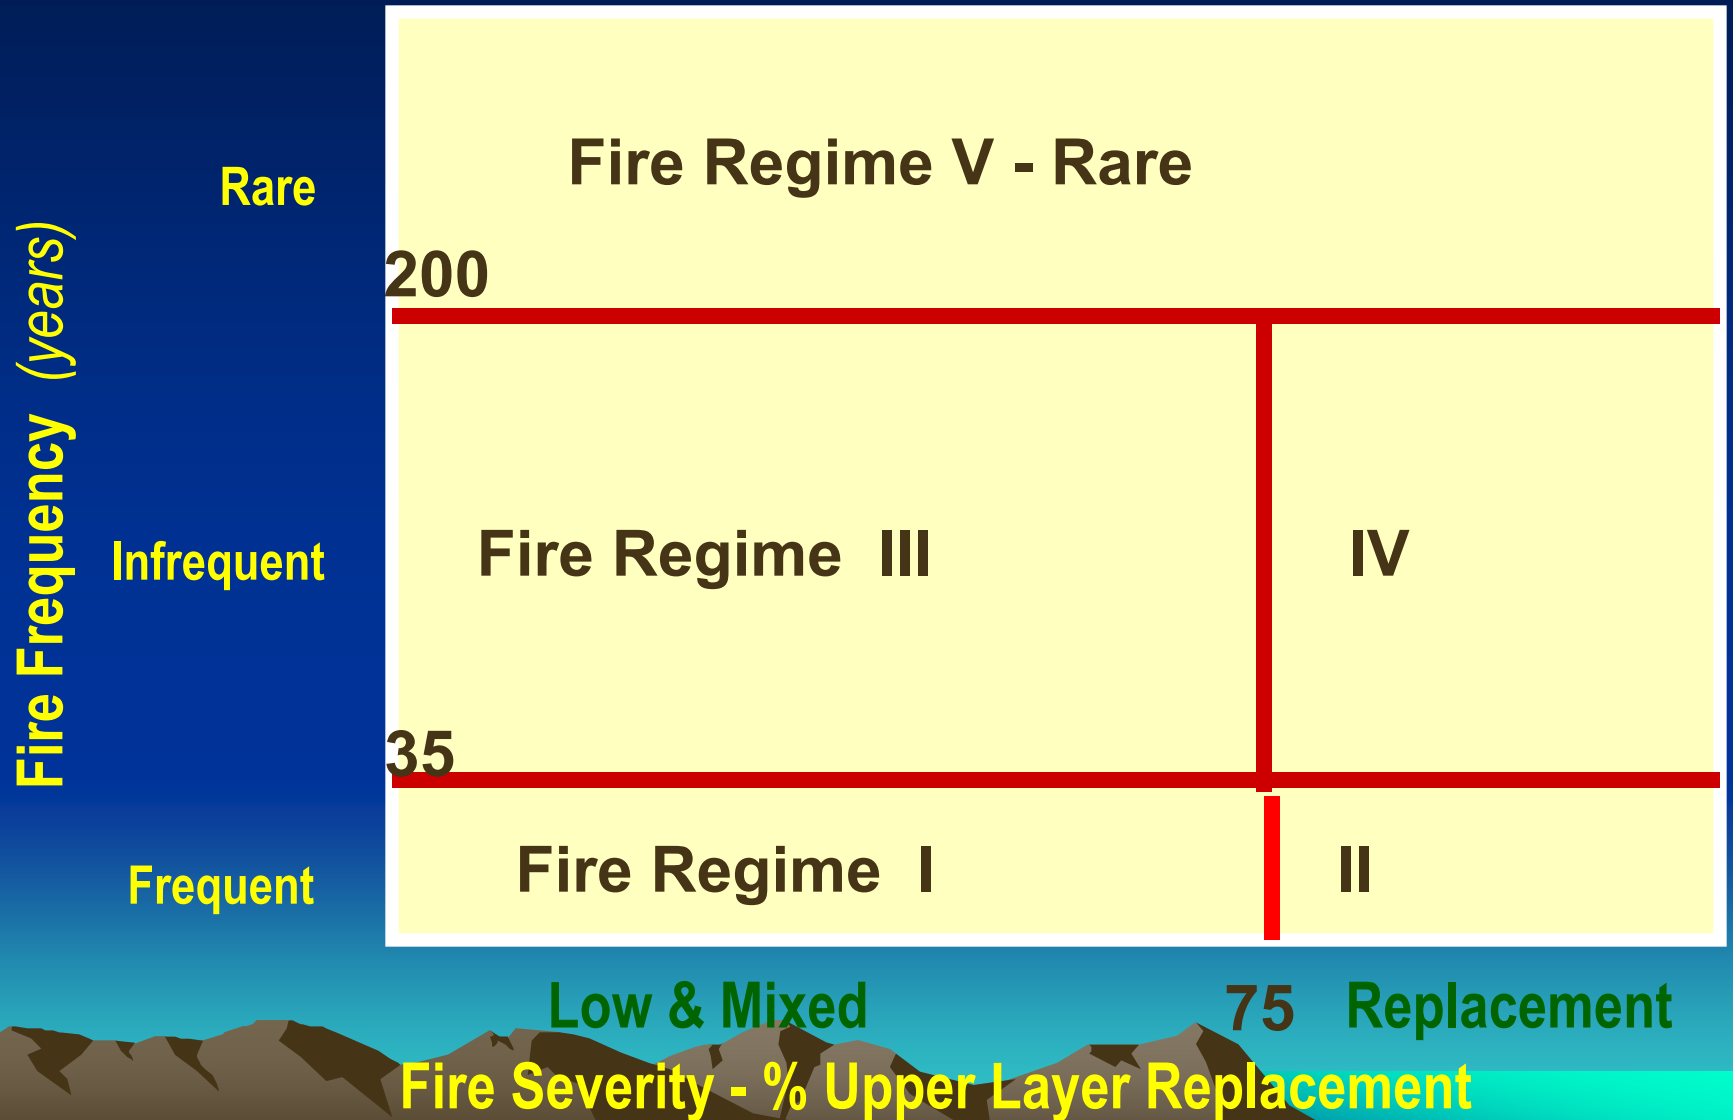 Fire Frequency (years)
Rare
Fire Regime V - Rare
200
Infrequent
Fire Regime III
IV
35
Frequent
Fire Regime I
II
Low & Mixed
75
Replacement
Fire Severity - % Upper Layer Replacement